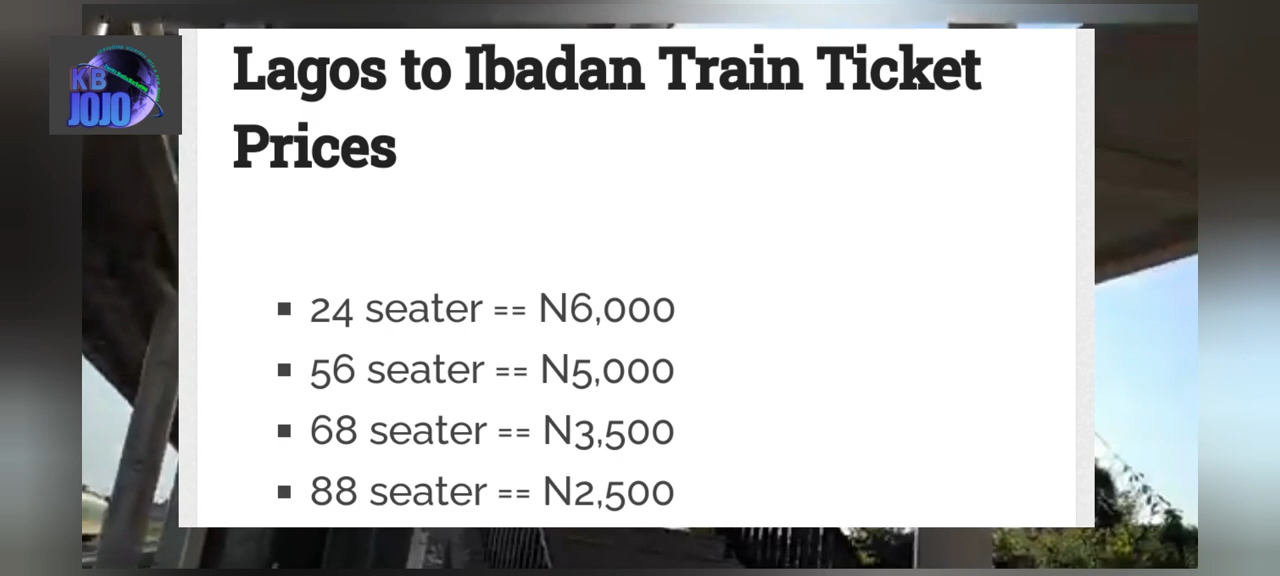 KB
JOJO
Lagos to Ibadan Train Ticket
Prices
▪ 24 seater == N6,000
▪ 56 seater == N5,000
▪ 68 seater == N3,500
▪ 88 seater == N2,500